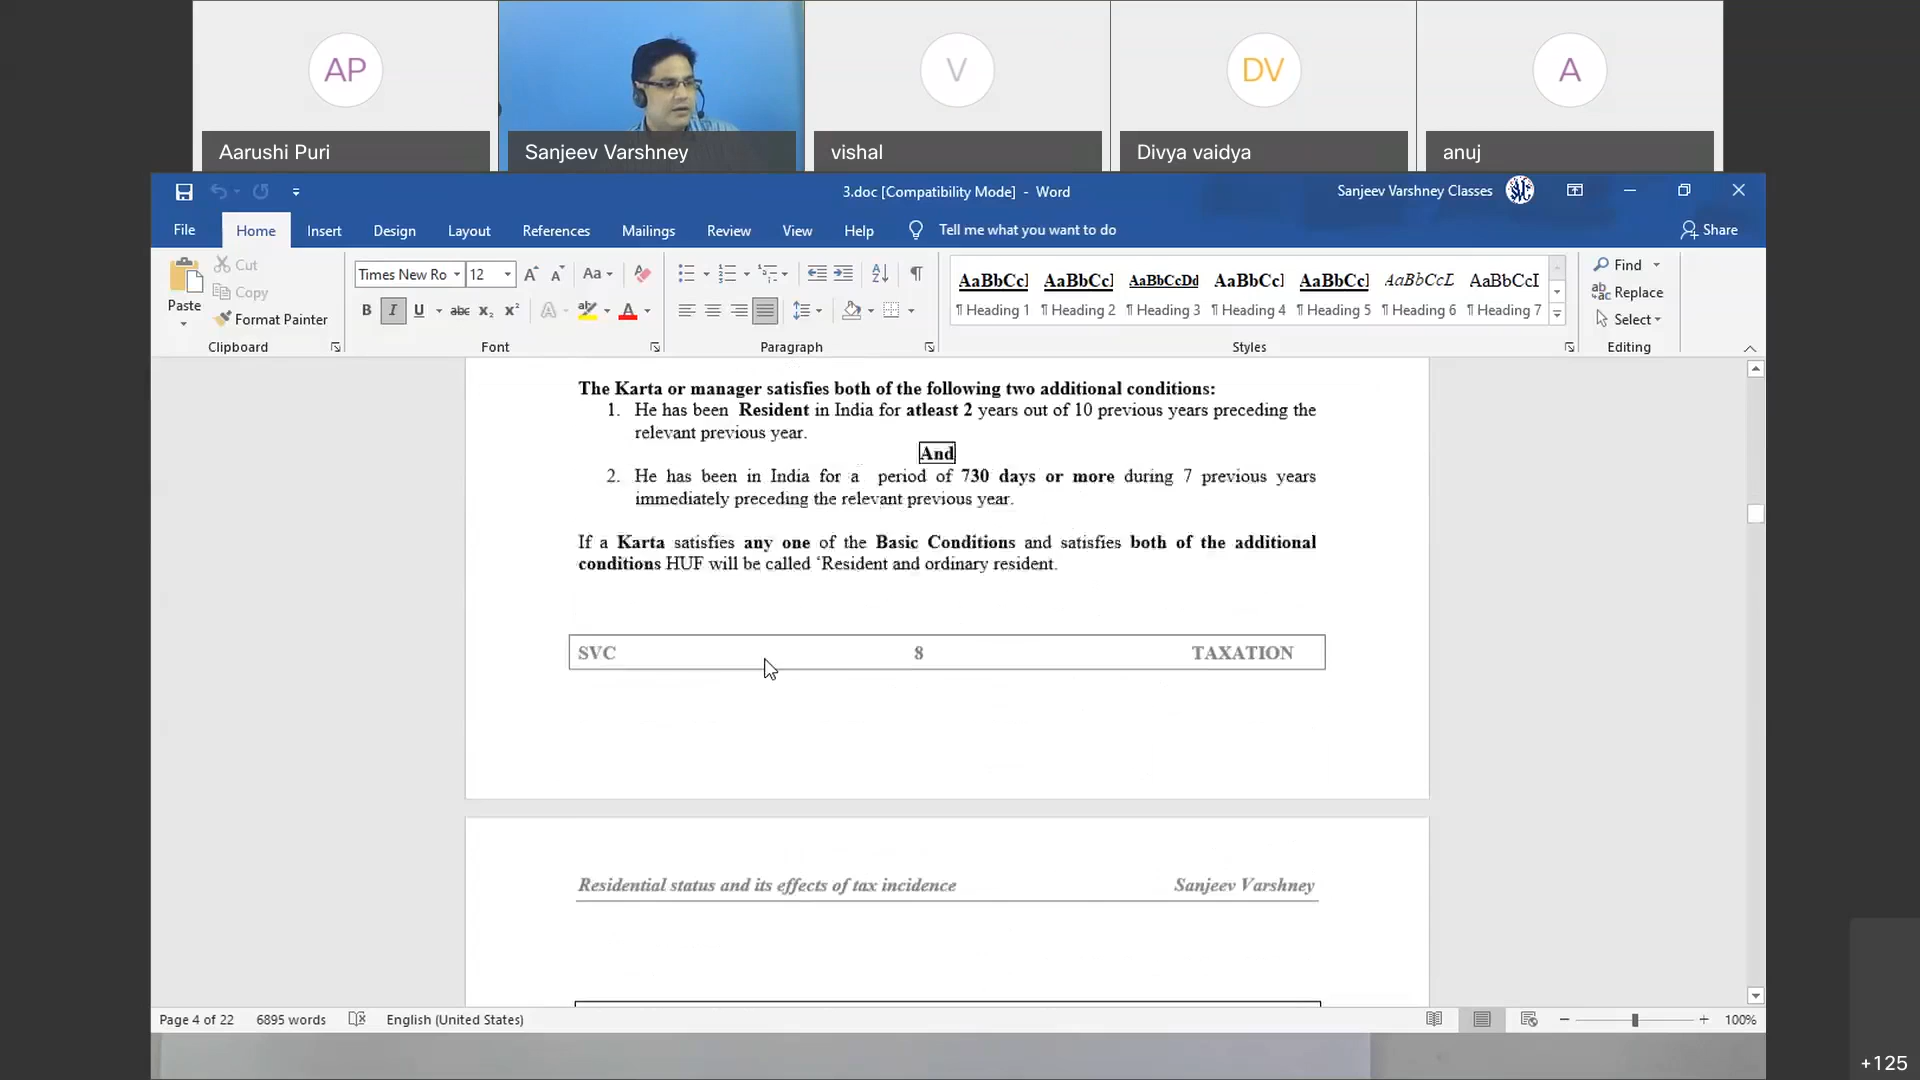 AP
V
DV
A
Aarushi Puri
Sanjeev Varshney
vishal
Divya vaidya
anuj
3.doc [Compatibility Mode] - Word
Sanjeev Varshney Classes
File
Home
Insert
Design
Layout
References
Mailings
Review
View
Help
Tell me what you want to do
Share
Paste
Cut
Copy
Format Painter
Clipboard
Times New Ro
12
Aa
B I U abc x₂ x²
A
Font
Paragraph
AaBbCcI AaBbCcI AaBbCcDd AaBbCcI AaBbCcI AaBbCcL AaBbCcI
¶ Heading 1 ¶ Heading 2 ¶ Heading 3 ¶ Heading 4 ¶ Heading 5 ¶ Heading 6 ¶ Heading 7
Styles
Find
Replace
Select
Editing
The Karta or manager satisfies both of the following two additional conditions:
1. He has been Resident in India for atleast 2 years out of 10 previous years preceding the
relevant previous year.
And
2. He has been in India for a period of 730 days or more during 7 previous years
immediately preceding the relevant previous year.
If a Karta satisfies any one of the Basic Conditions and satisfies both of the additional
conditions HUF will be called ‘Resident and ordinary resident.
SVC 8 TAXATION
Residential status and its effects of tax incidence Sanjeev Varshney
Page 4 of 22 6895 words English (United States) 100%
+125